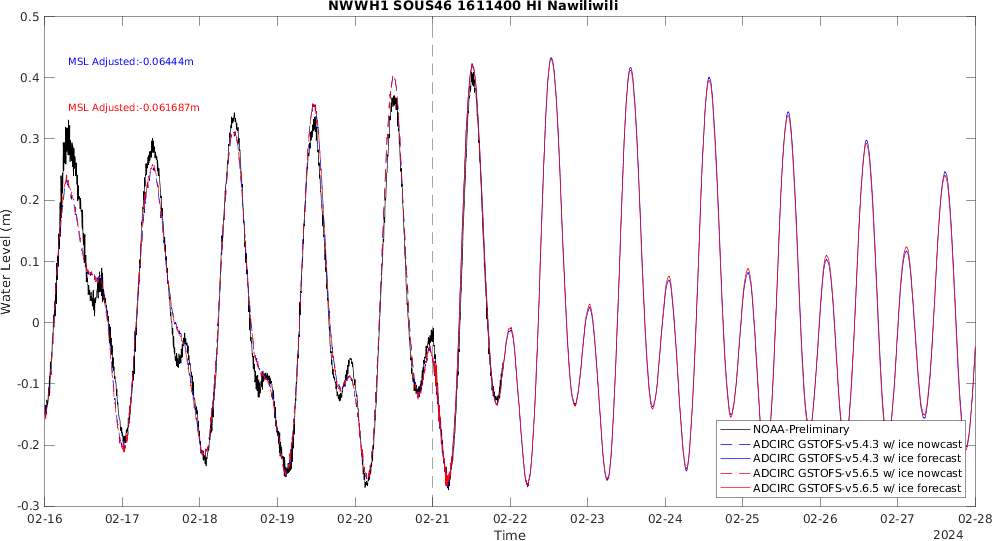 NWWH1 SOUS46 1611400 HI Nawiliwili
MSL Adjusted:-0.06444m
MSL Adjusted:-0.061687m
Water Level (m)
0.5
0.4
0.3
0.2
0.1
0
-0.1
-0.2
-0.3
NOAA-Preliminary
ADCIRC GSTOFS-v5.4.3 w/ ice nowcast
ADCIRC GSTOFS-v5.4.3 w/ ice forecast
ADCIRC GSTOFS-v5.6.5 w/ ice nowcast
ADCIRC GSTOFS-v5.6.5 w/ ice forecast
02-16 02-17 02-18 02-19 02-20 02-21 02-22 02-23 02-24 02-25 02-26 02-27 02-28
Time
2024